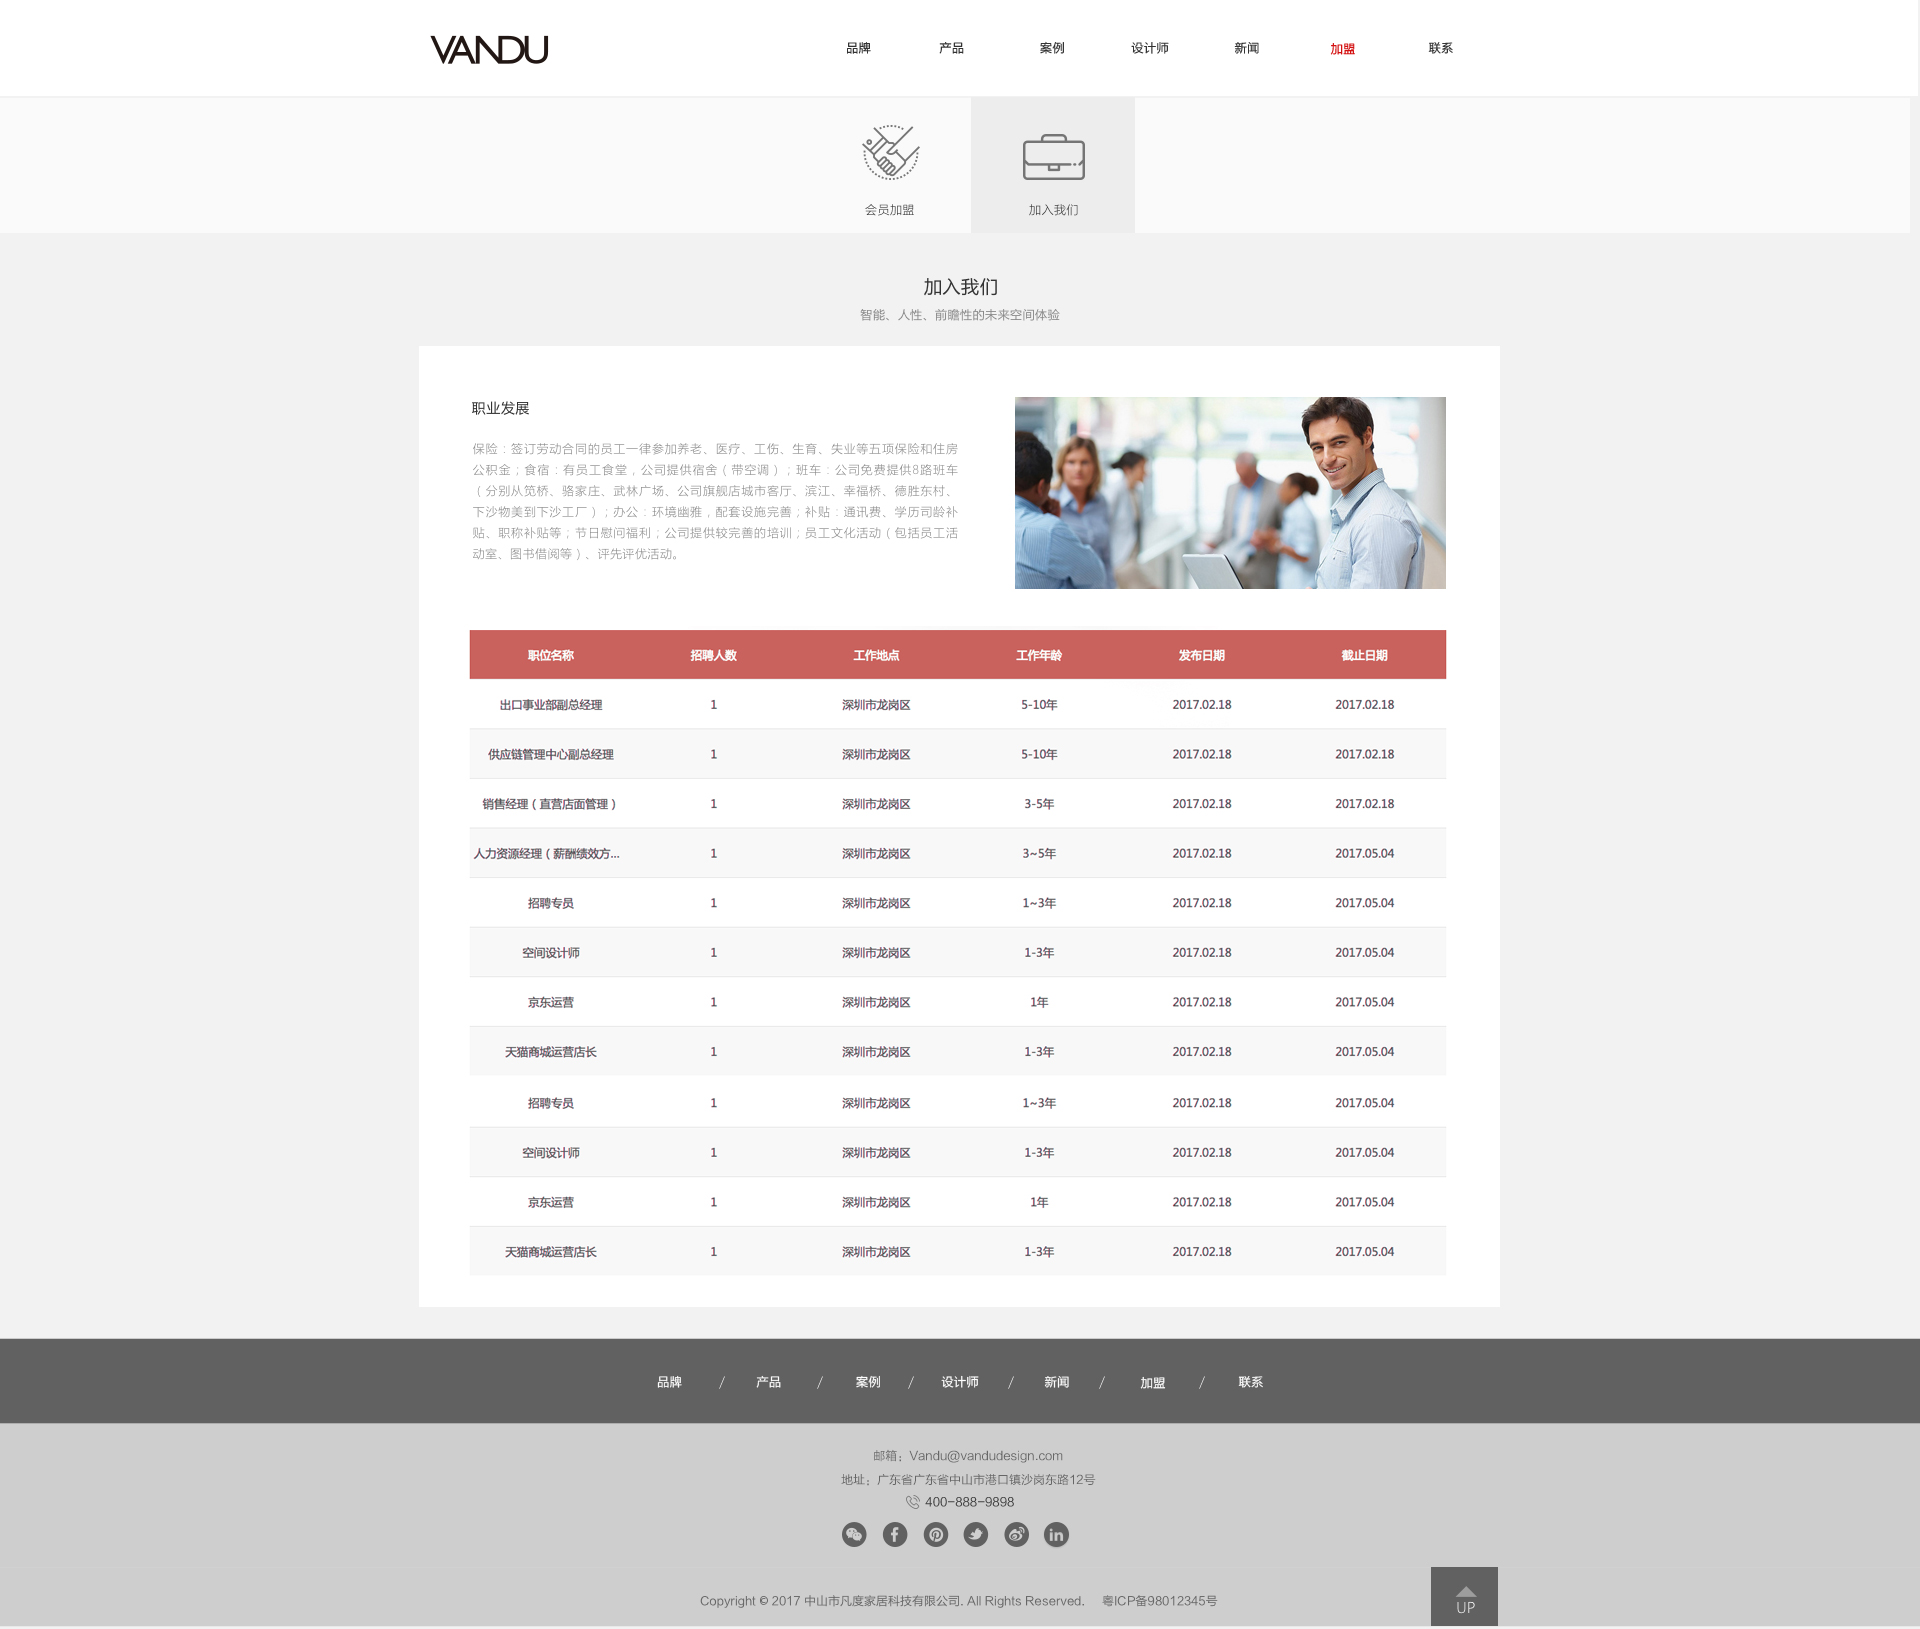 VANDU
品牌 产品 案例 设计师 新闻 加盟 联系
会员加盟 加入我们
加入我们
智能、人性、前瞻性的未来空间体验
职业发展
保险：签订劳动合同的员工一律参加养老、医疗、工伤、生育、失业等五项保险和住房
公积金；食宿：有员工食堂，公司提供宿舍（带空调）；班车：公司免费提供8路班车
（分别从笕桥、骆家庄、武林广场、公司旗舰店城市客厅、滨江、幸福桥、德胜东村、
下沙物美到下沙工厂）；办公：环境幽雅，配套设施完善；补贴：通讯费、学历司龄补
贴、职称补贴等；节日慰问福利；公司提供较完善的培训；员工文化活动（包括员工活
动室、图书借阅等）、评先评优活动。
职位名称 招聘人数 工作地点 工作年龄 发布日期 截止日期
出口事业部副总经理 1 深圳市龙岗区 5-10年 2017.02.18 2017.02.18
供应链管理中心副总经理 1 深圳市龙岗区 5-10年 2017.02.18 2017.02.18
销售经理（直营店面管理） 1 深圳市龙岗区 3-5年 2017.02.18 2017.02.18
人力资源经理（薪酬绩效方... 1 深圳市龙岗区 3~5年 2017.02.18 2017.05.04
招聘专员 1 深圳市龙岗区 1~3年 2017.02.18 2017.05.04
空间设计师 1 深圳市龙岗区 1-3年 2017.02.18 2017.05.04
京东运营 1 深圳市龙岗区 1年 2017.02.18 2017.05.04
天猫商城运营店长 1 深圳市龙岗区 1-3年 2017.02.18 2017.05.04
招聘专员 1 深圳市龙岗区 1~3年 2017.02.18 2017.05.04
空间设计师 1 深圳市龙岗区 1-3年 2017.02.18 2017.05.04
京东运营 1 深圳市龙岗区 1年 2017.02.18 2017.05.04
天猫商城运营店长 1 深圳市龙岗区 1-3年 2017.02.18 2017.05.04
品牌 / 产品 / 案例 / 设计师 / 新闻 / 加盟 / 联系
邮箱：Vandu@vandudesign.com
地址：广东省广东省中山市港口镇沙岗东路12号
400-888-9898
Copyright © 2017 中山市凡度家居科技有限公司. All Rights Reserved. 粤ICP备98012345号
UP